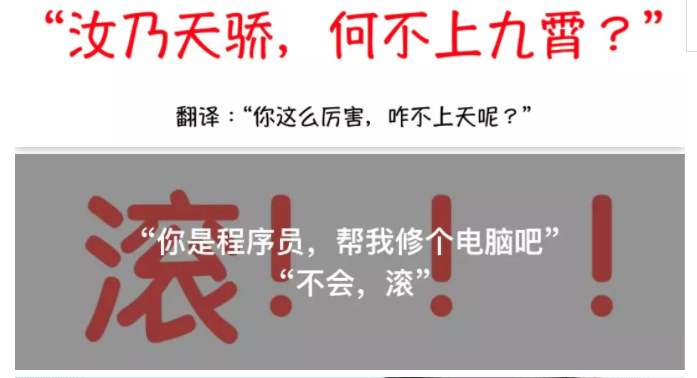 “汝乃天骄，何不上九霄？”
翻译：“你这么厉害，咋不上天呢？”
滚！！！
“你是程序员，帮我修个电脑吧”
“不会，滚”